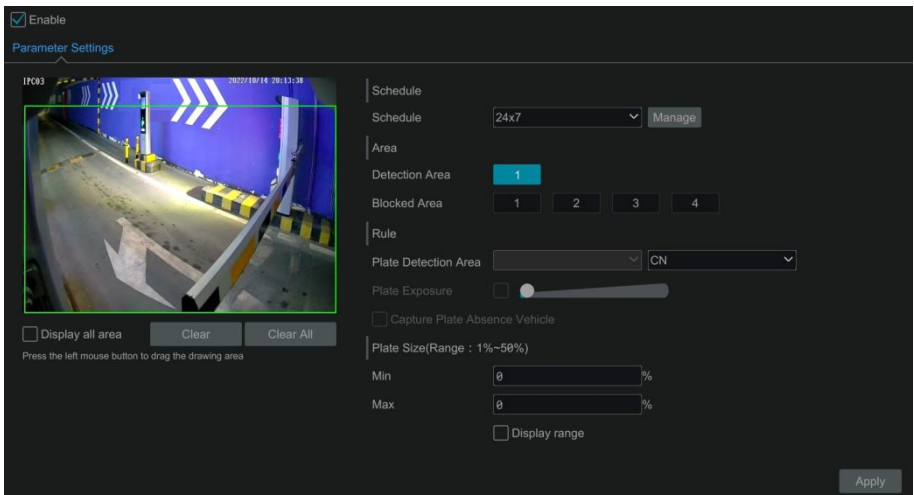 Enable
Parameter Settings
IPC03 2022/10/14 20:13:38
Display all area Clear Clear All
Press the left mouse button to drag the drawing area
Schedule
Schedule 24x7 Manage
Area
Detection Area 1
Blocked Area 1 2 3 4
Rule
Plate Detection Area CN
Plate Exposure
Capture Plate Absence Vehicle
Plate Size(Range : 1%~50%)
Min 0 %
Max 0 %
Display range
Apply